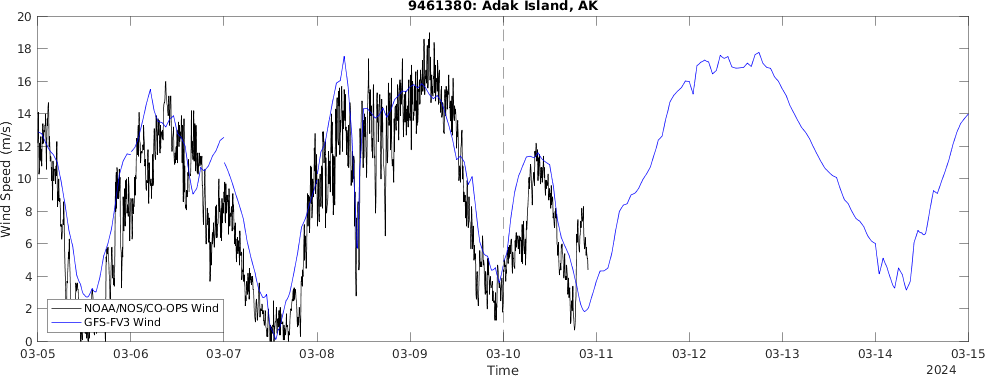 9461380: Adak Island, AK
Wind Speed (m/s)
20
18
16
14
12
10
8
6
4
2
0
NOAA/NOS/CO-OPS Wind
GFS-FV3 Wind
03-05 03-06 03-07 03-08 03-09 03-10 03-11 03-12 03-13 03-14 03-15
Time
2024